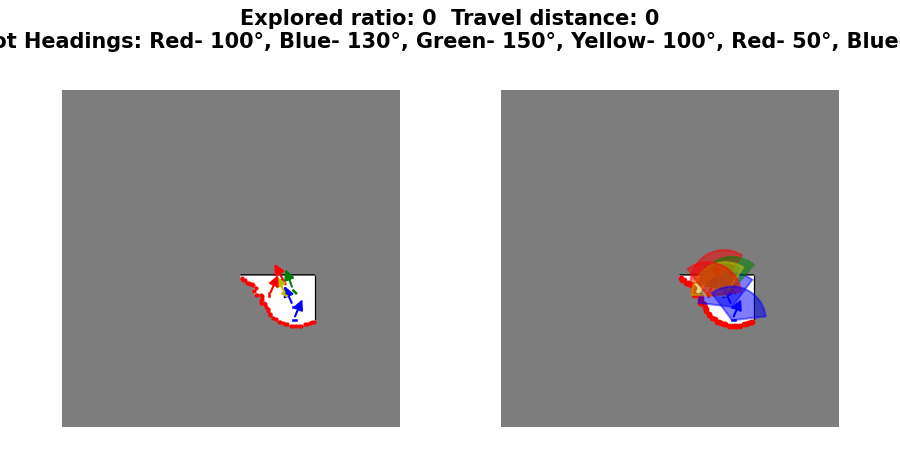 Explored ratio: 0  Travel distance: 0
ot Headings: Red- 100°, Blue- 130°, Green- 150°, Yellow- 100°, Red- 50°, Blue-